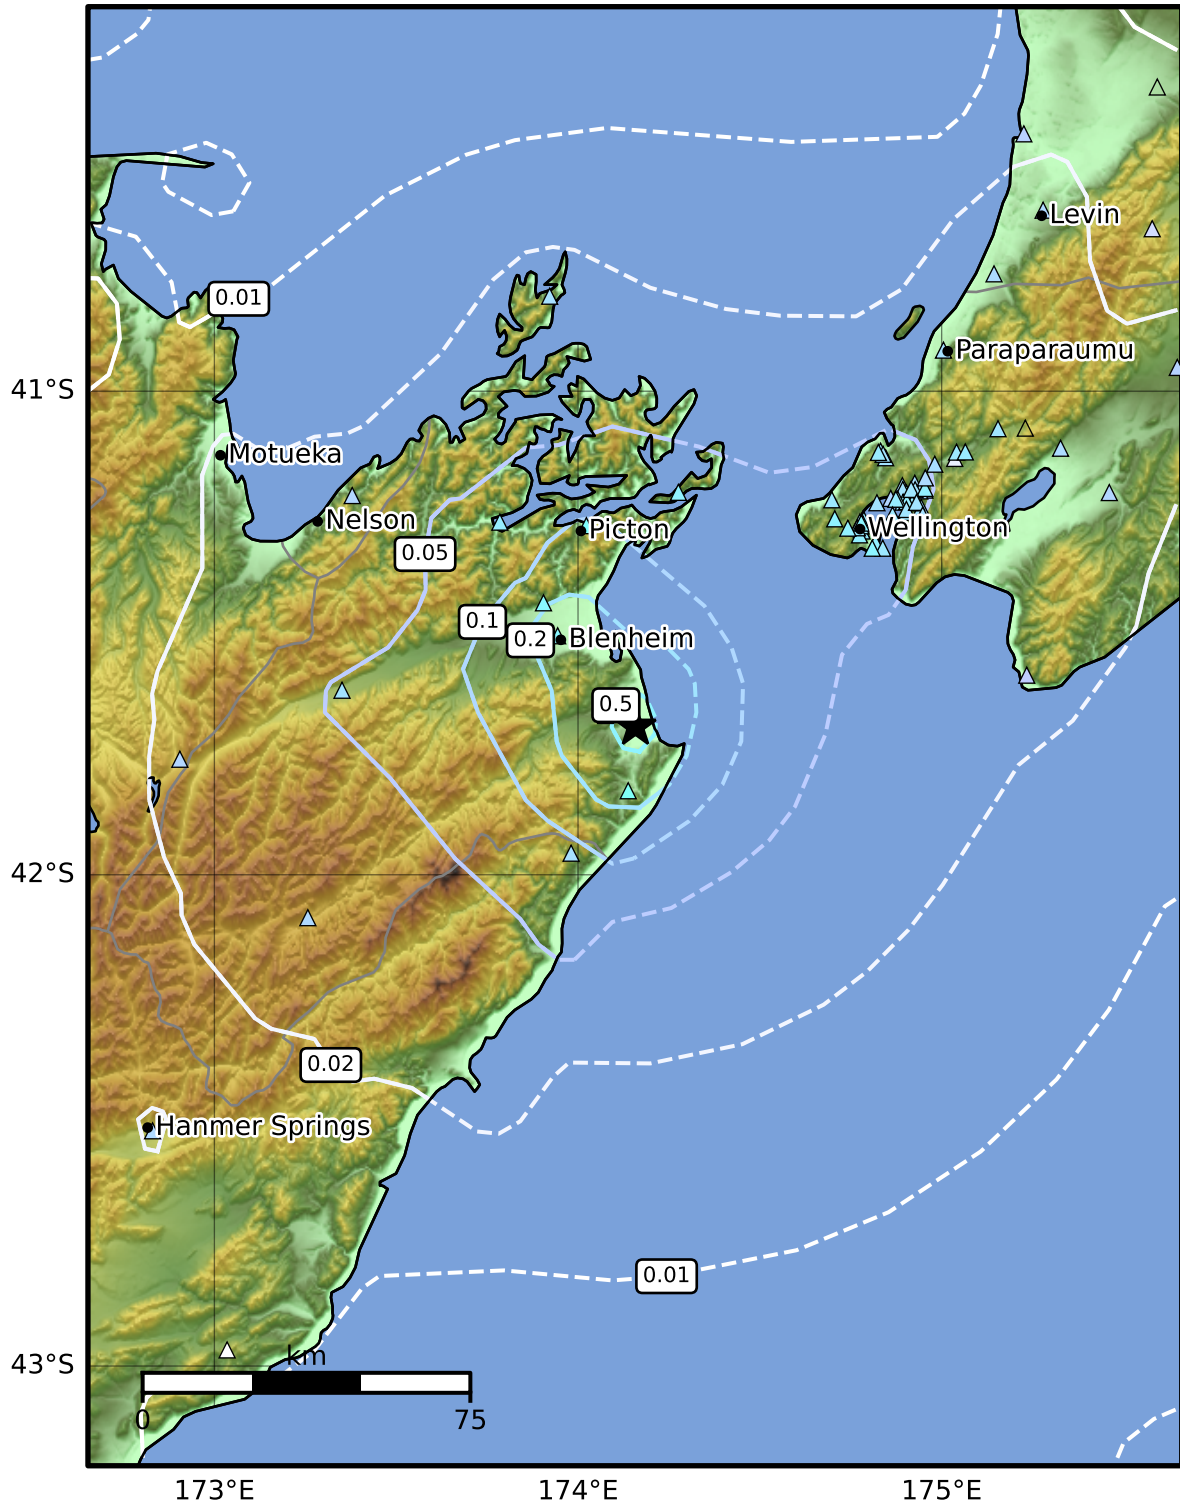 Levin
0.01
Paraparaumu
41°S
Motueka
Nelson
Picton
Wellington
0.05
0.1
0.2
Blenheim
0.5
42°S
0.02
Hanmer Springs
0.01
43°S
km
0
75
173°E
174°E
175°E